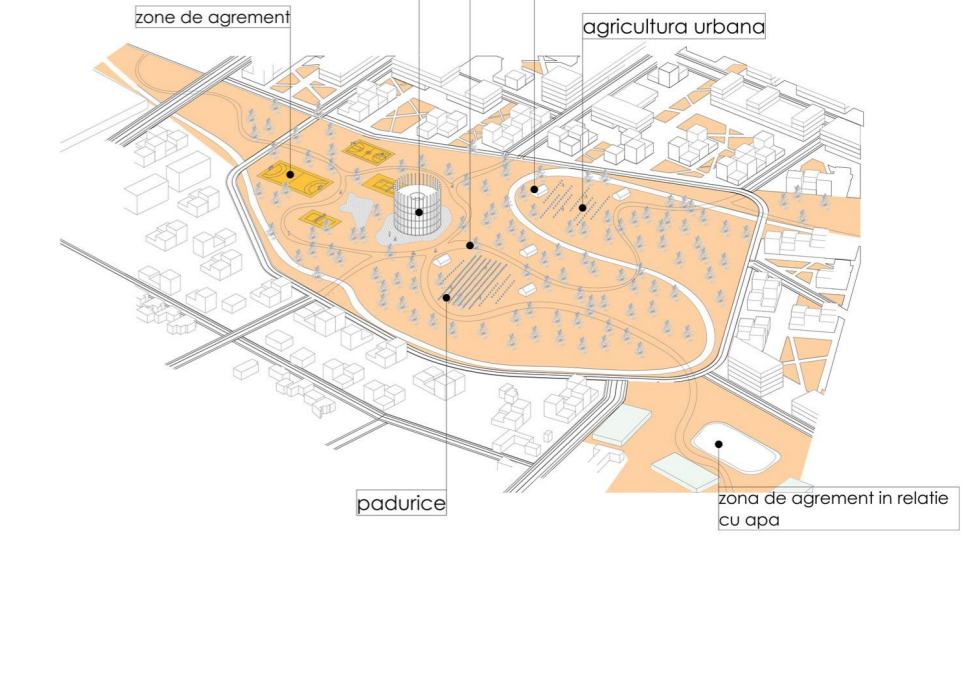 zone de agrement
agricultura urbana
padurice
zona de agrement in relatie
cu apa